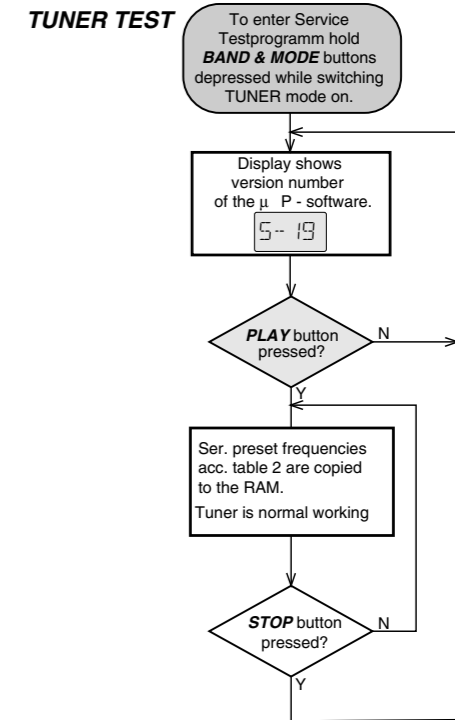 TUNER TEST
To enter Service
Testprogramm hold
BAND & MODE buttons
depressed while switching
TUNER mode on.
Display shows
version number
of the μ P - software.
S-- 19
PLAY button
pressed?
N
Y
Ser. preset frequencies
acc. table 2 are copied
to the RAM.
Tuner is normal working
STOP button
pressed?
N
Y